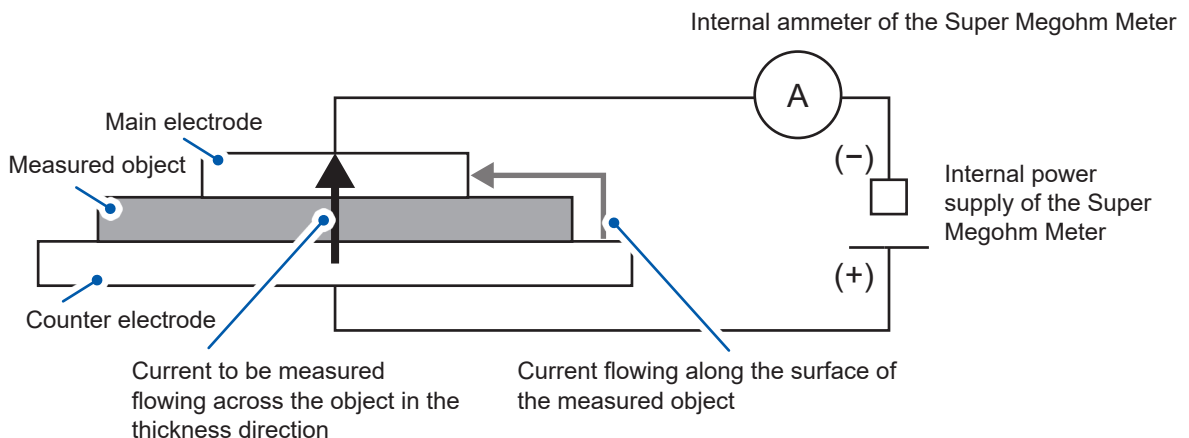 Internal ammeter of the Super Megohm Meter
A
Main electrode
Measured object
(−)
Internal power
supply of the Super
Megohm Meter
(+)
Counter electrode
Current to be measured
flowing across the object in the
thickness direction
Current flowing along the surface of
the measured object